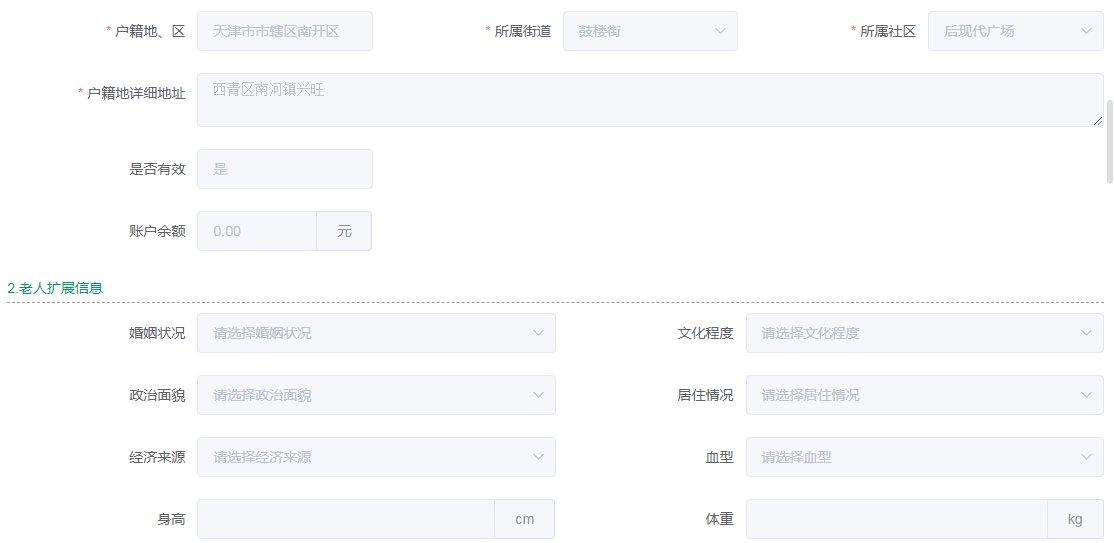 * 户籍地、区 天津市市辖区南开区 * 所属街道 鼓楼街 * 所属社区 后现代广场
* 户籍地详细地址 西青区南河镇兴旺
是否有效 是
账户余额 0.00 元
2.老人扩展信息
婚姻状况 请选择婚姻状况 文化程度 请选择文化程度
政治面貌 请选择政治面貌 居住情况 请选择居住情况
经济来源 请选择经济来源 血型 请选择血型
身高 cm 体重 kg